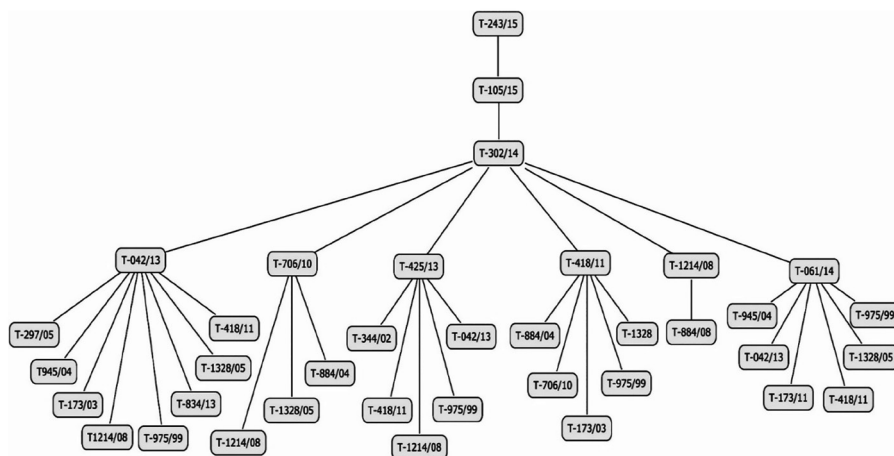 T-243/15
T-105/15
T-302/14
T-042/13
T-706/10
T-425/13
T-418/11
T-1214/08
T-061/14
T-297/05
T945/04
T-173/03
T1214/08
T-975/99
T-834/13
T-1328/05
T-418/11
T-1214/08
T-1328/05
T-884/04
T-344/02
T-418/11
T-1214/08
T-975/99
T-042/13
T-884/04
T-706/10
T-173/03
T-975/99
T-1328
T-884/08
T-945/04
T-042/13
T-173/11
T-418/11
T-1328/05
T-975/99